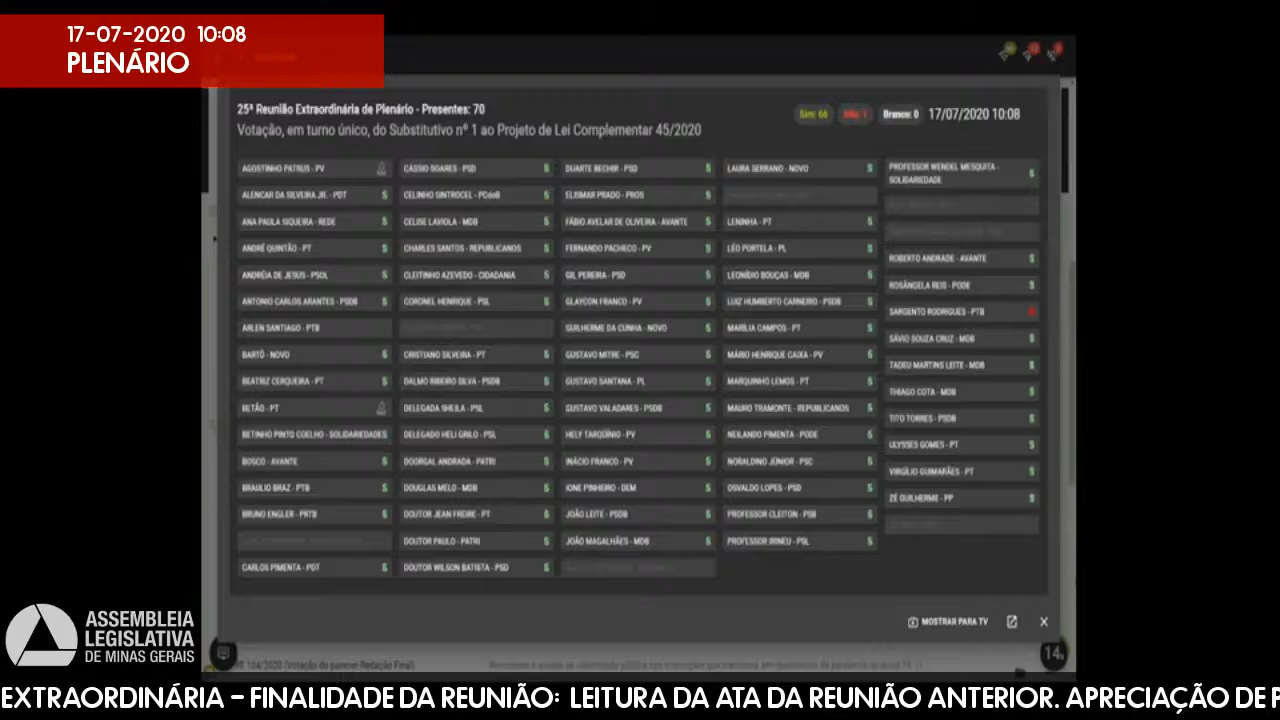 17-07-2020 10:08
PLENÁRIO
25ª Reunião Extraordinária de Plenário - Presentes: 70
Sim: 66 Não: 1 Branco: 0 17/07/2020 10:08
Votação, em turno único, do Substitutivo nº 1 ao Projeto de Lei Complementar 45/2020
AGOSTINHO PATRUS - PV
ALENCAR DA SILVEIRA JR. - PDT S
ANA PAULA SIQUEIRA - REDE S
ANDRÉ QUINTÃO - PT S
ANDRÉIA DE JESUS - PSOL S
ANTONIO CARLOS ARANTES - PSDB S
ARLEN SANTIAGO - PTB
BARTÔ - NOVO S
BEATRIZ CERQUEIRA - PT S
BETÃO - PT
BETINHO PINTO COELHO - SOLIDARIEDADE S
BOSCO - AVANTE S
BRAULIO BRAZ - PTB S
BRUNO ENGLER - PRTB S
CARLOS PIMENTA - PDT S
CÁSSIO SOARES - PSD S
CELINHO SINTROCEL - PCdoB S
CELISE LAVIOLA - MDB S
CHARLES SANTOS - REPUBLICANOS S
CLEITINHO AZEVEDO - CIDADANIA S
CORONEL HENRIQUE - PSL S
CRISTIANO SILVEIRA - PT S
DALMO RIBEIRO SILVA - PSDB S
DELEGADA SHEILA - PSL S
DELEGADO HELI GRILO - PSL S
DOORGAL ANDRADA - PATRI S
DOUGLAS MELO - MDB S
DOUTOR JEAN FREIRE - PT S
DOUTOR PAULO - PATRI S
DOUTOR WILSON BATISTA - PSD S
DUARTE BECHIR - PSD S
ELISMAR PRADO - PROS S
FÁBIO AVELAR DE OLIVEIRA - AVANTE S
FERNANDO PACHECO - PV S
GIL PEREIRA - PSD S
GLAYCON FRANCO - PV S
GUILHERME DA CUNHA - NOVO S
GUSTAVO MITRE - PSC S
GUSTAVO SANTANA - PL S
GUSTAVO VALADARES - PSDB S
HELY TARQÜÍNIO - PV S
INÁCIO FRANCO - PV S
IONE PINHEIRO - DEM S
JOÃO LEITE - PSDB S
JOÃO MAGALHÃES - MDB S
LAURA SERRANO - NOVO S
LENINHA - PT S
LÉO PORTELA - PL S
LEONÍDIO BOUÇAS - MDB S
LUIZ HUMBERTO CARNEIRO - PSDB S
MARÍLIA CAMPOS - PT S
MÁRIO HENRIQUE CAIXA - PV S
MARQUINHO LEMOS - PT S
MAURO TRAMONTE - REPUBLICANOS S
NEILANDO PIMENTA - PODE S
NORALDINO JÚNIOR - PSC S
OSVALDO LOPES - PSD S
PROFESSOR CLEITON - PSB S
PROFESSOR IRINEU - PSL S
PROFESSOR WENDEL MESQUITA -
SOLIDARIEDADE S
ROBERTO ANDRADE - AVANTE S
ROSÂNGELA REIS - PODE S
SARGENTO RODRIGUES - PTB
SÁVIO SOUZA CRUZ - MDB S
TADEU MARTINS LEITE - MDB S
THIAGO COTA - MDB S
TITO TORRES - PSDB S
ULYSSES GOMES - PT S
VIRGÍLIO GUIMARÃES - PT S
ZÉ GUILHERME - PP S
MOSTRAR PARA TV
14
104/2020 (Votação do parecer Redação Final)
ASSEMBLEIA
LEGISLATIVA
DE MINAS GERAIS
EXTRAORDINÁRIA - FINALIDADE DA REUNIÃO: LEITURA DA ATA DA REUNIÃO ANTERIOR. APRECIAÇÃO DE P